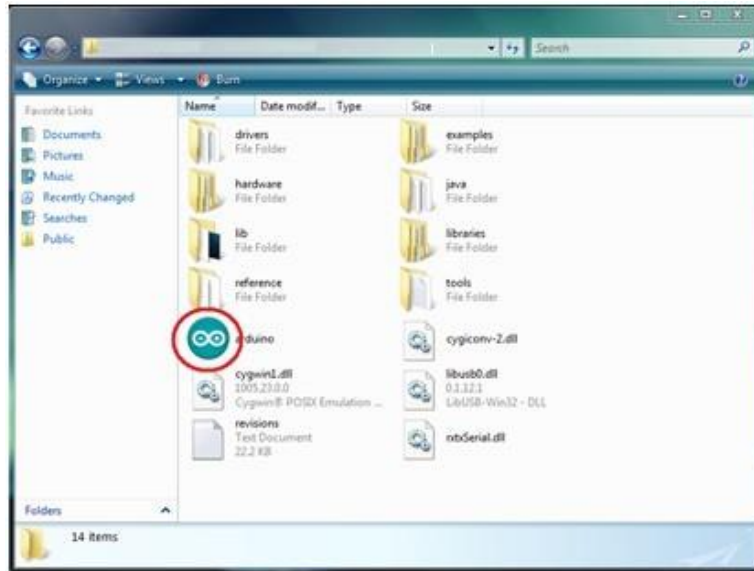 Search
Organize Views Burn
Favorite Links
Documents
Pictures
Music
Recently Changed
Searches
Public
Folders
Name Date modif... Type Size
drivers
File Folder
examples
File Folder
hardware
File Folder
java
File Folder
lib
File Folder
libraries
File Folder
reference
File Folder
tools
File Folder
arduino
cygiconv-2.dll
cygwin1.dll
1005.23.0.0
Cygwin® POSIX Emulation ...
libusb0.dll
0.1.12.1
LibUSB-Win32 - DLL
revisions
Text Document
22.2 KB
rxtxSerial.dll
14 items